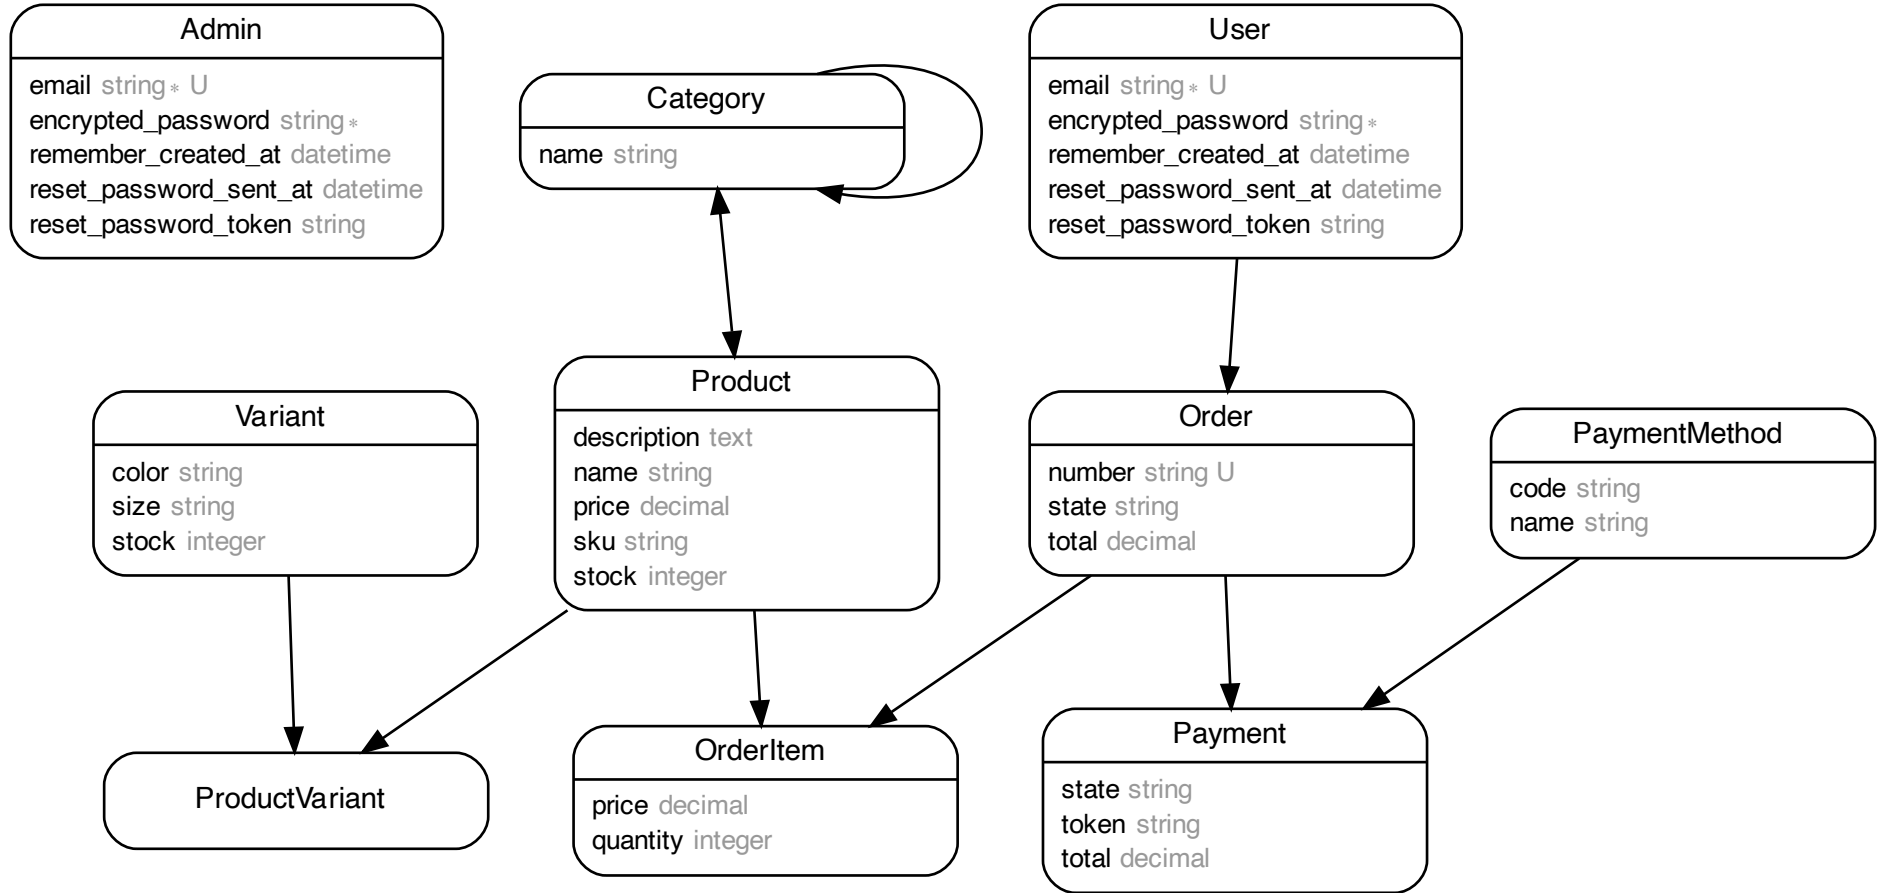 Admin
email string* U
encrypted_password string*
remember_created_at datetime
reset_password_sent_at datetime
reset_password_token string
Category
name string
User
email string* U
encrypted_password string*
remember_created_at datetime
reset_password_sent_at datetime
reset_password_token string
Variant
color string
size string
stock integer
Product
description text
name string
price decimal
sku string
stock integer
Order
number string U
state string
total decimal
PaymentMethod
code string
name string
ProductVariant
OrderItem
price decimal
quantity integer
Payment
state string
token string
total decimal